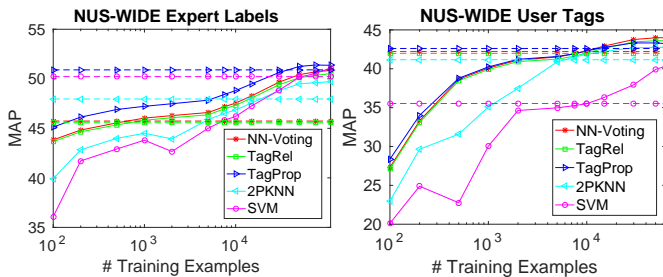 NUS-WIDE Expert Labels
MAP
55
50
45
40
35
10^2
10^3
10^4
# Training Examples
NN-Voting
TagRel
TagProp
2PKNN
SVM
NUS-WIDE User Tags
MAP
45
40
35
30
25
20
10^2
10^3
10^4
# Training Examples
NN-Voting
TagRel
TagProp
2PKNN
SVM